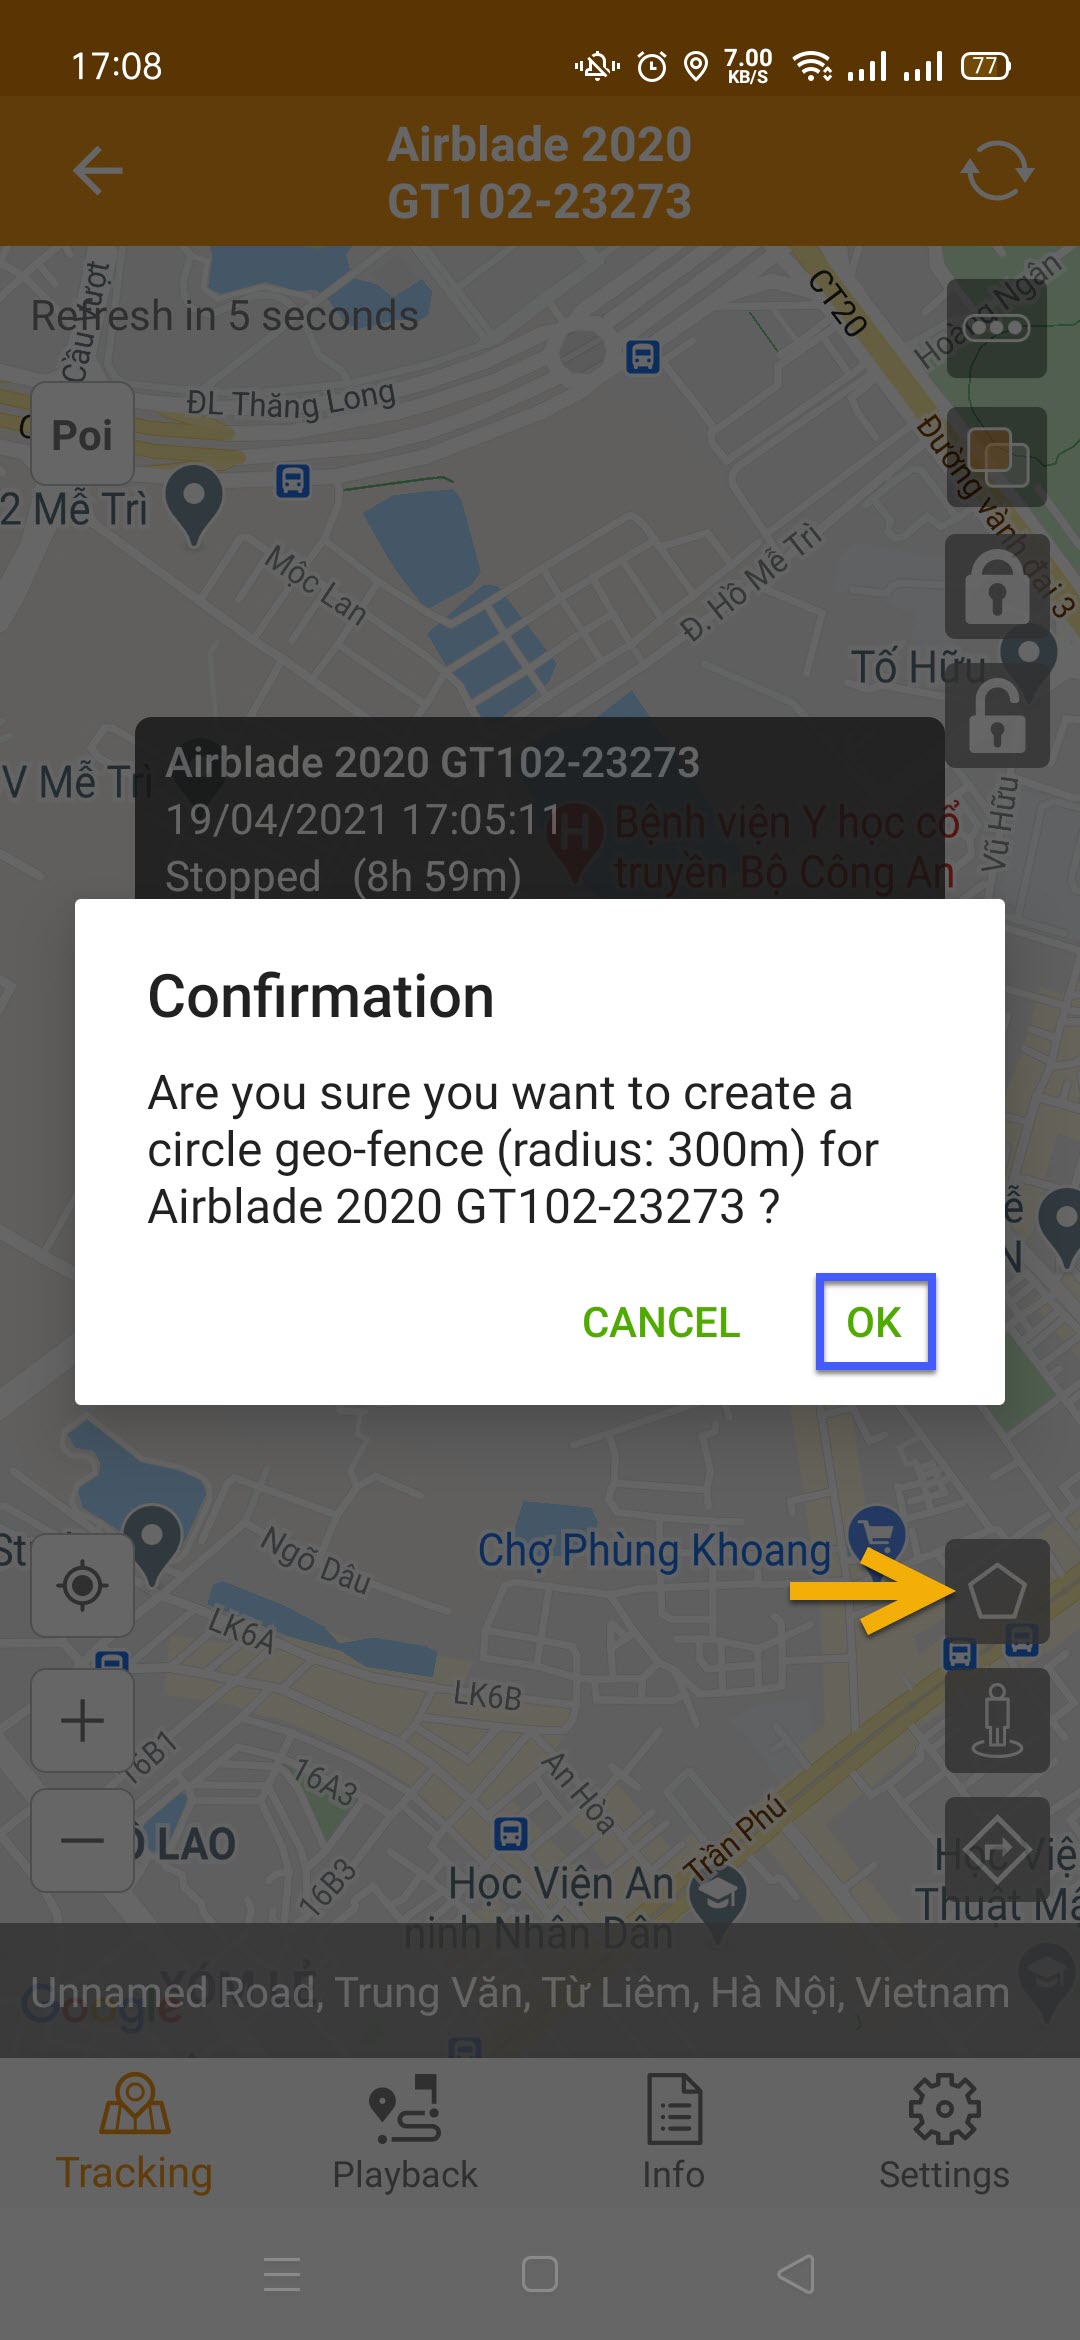 17:08
7.00
KB/S
77
Airblade 2020
GT102-23273
Refresh in 5 seconds
Cầu vượt
CT20
Hoàng Ngân
ĐL Thăng Long
Poi
Đường vành đai 3
2 Mễ Trì
Mộc Lan
Đ. Hồ Mễ Trì
Tố Hữu
V Mễ Trì
Airblade 2020 GT102-23273
19/04/2021 17:05:11
Stopped (8h 59m)
H
Bệnh viện Y học cổ
truyền Bộ Công An
Vũ Hữu
Confirmation
Are you sure you want to create a
circle geo-fence (radius: 300m) for
Airblade 2020 GT102-23273 ?
CANCEL
OK
Ngõ Dâu
Chợ Phùng Khoang
LK6A
LK6B
16B1
16A3
An Hòa
Trần Phú
LAO
16B3
Học Viện An
ninh Nhân Dân
Unnamed Road, Trung Văn, Từ Liêm, Hà Nội, Vietnam
Google
Tracking
Playback
Info
Settings